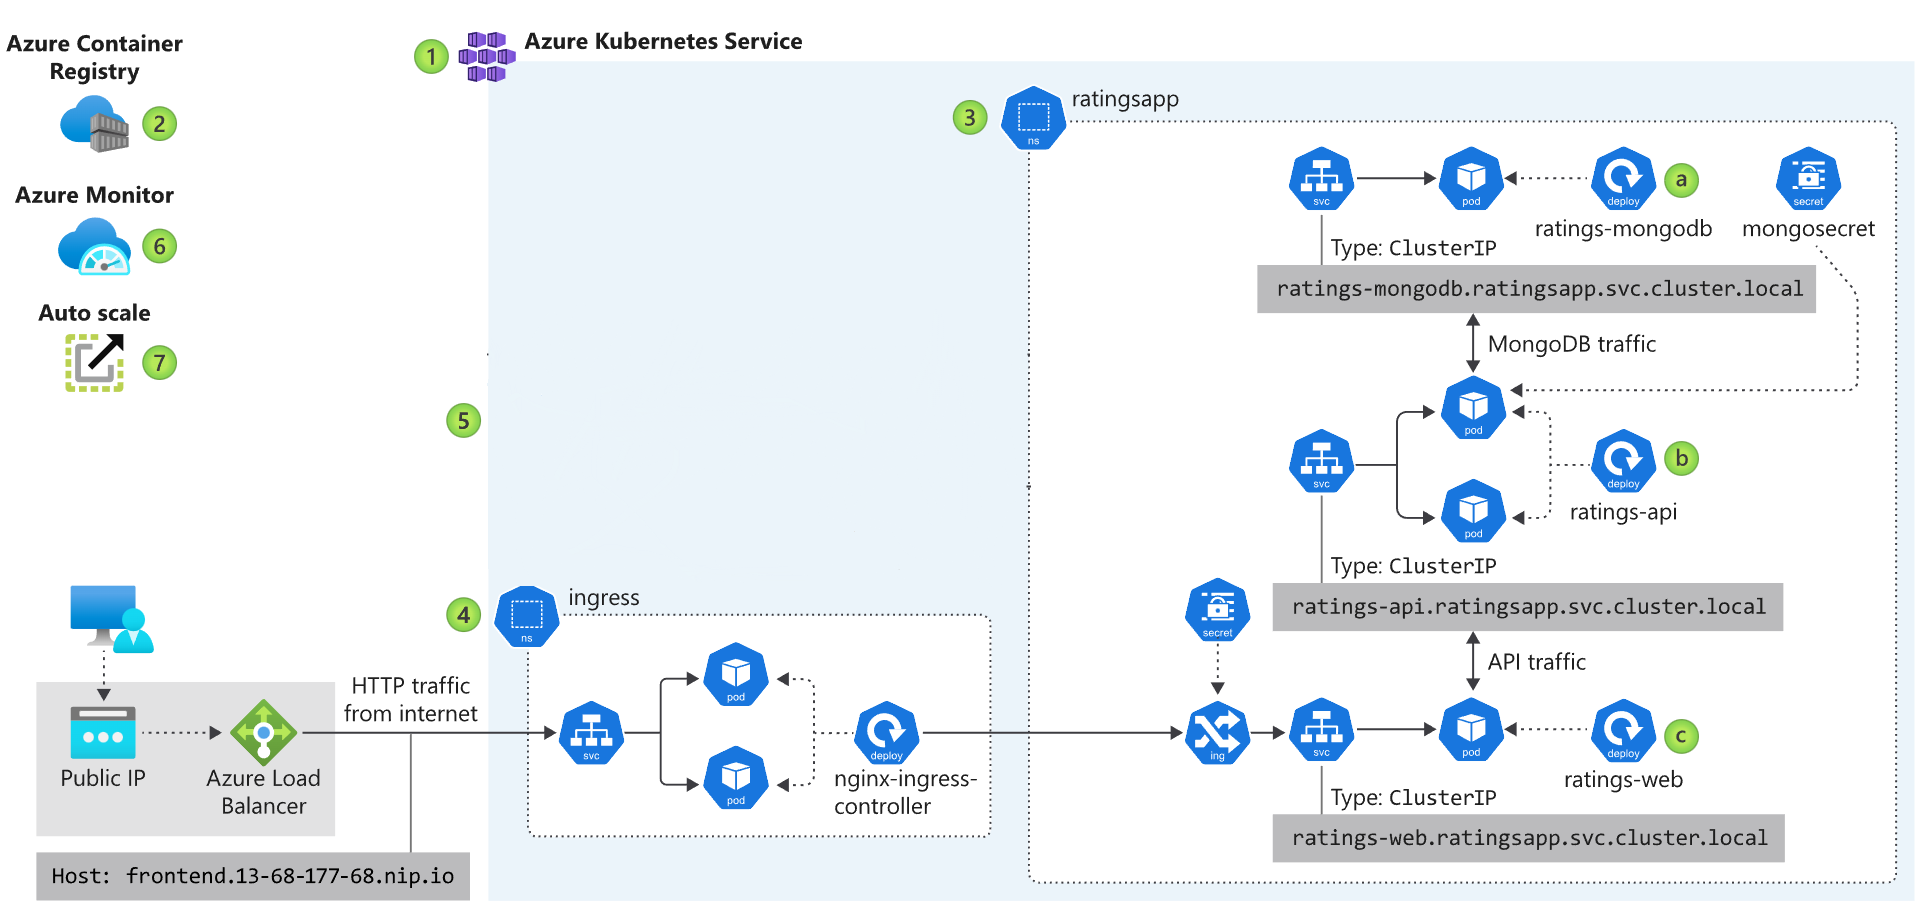 Azure Container
Registry
2
Azure Monitor
6
Auto scale
7
1
Azure Kubernetes Service
3
ns
ratingsapp
svc
pod
deploy
a
secret
ratings-mongodb
mongosecret
Type: ClusterIP
ratings-mongodb.ratingsapp.svc.cluster.local
MongoDB traffic
5
pod
svc
pod
deploy
b
ratings-api
Type: ClusterIP
ratings-api.ratingsapp.svc.cluster.local
API traffic
4
ns
ingress
HTTP traffic
from internet
Public IP
Azure Load
Balancer
Host: frontend.13-68-177-68.nip.io
svc
pod
pod
deploy
nginx-ingress-
controller
secret
ing
svc
pod
deploy
c
ratings-web
Type: ClusterIP
ratings-web.ratingsapp.svc.cluster.local